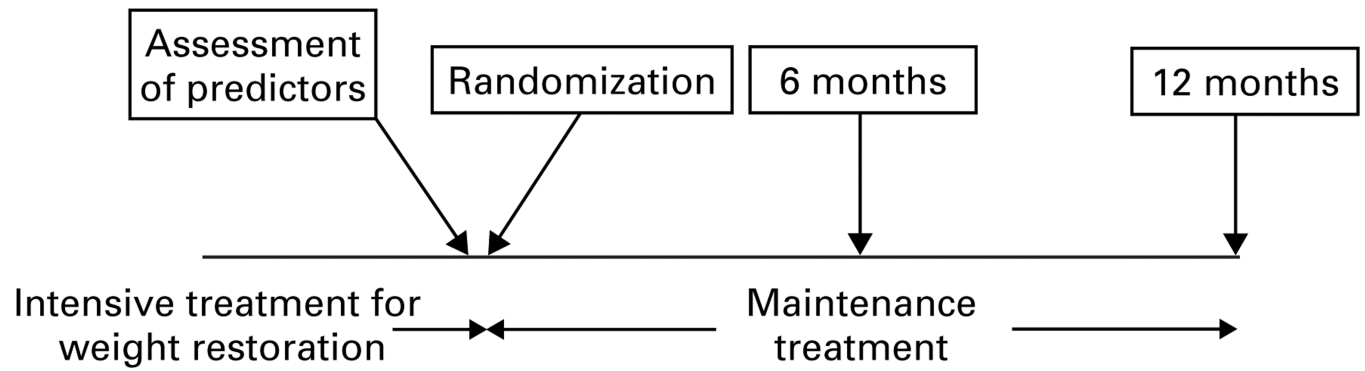 Assessment
of predictors
Randomization
6 months
12 months
Intensive treatment for
weight restoration
Maintenance
treatment